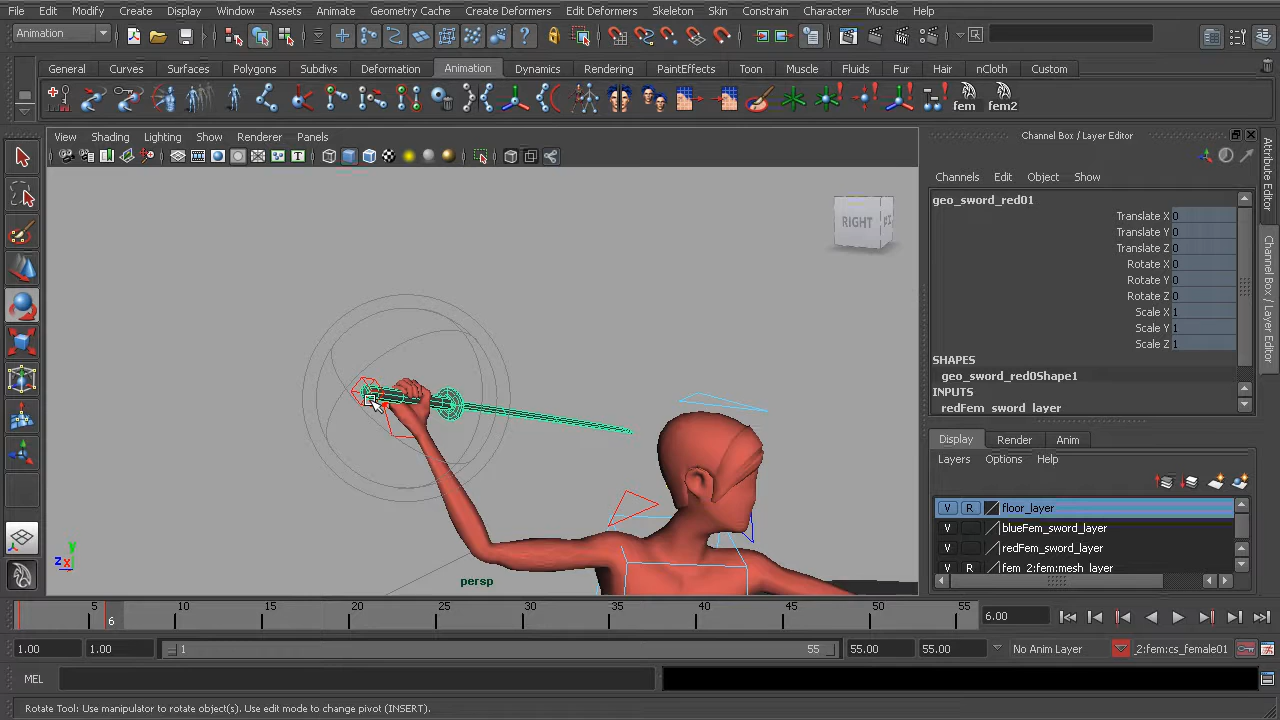 File Edit Modify Create Display Window Assets Animate Geometry Cache Create Deformers Edit Deformers Skeleton Skin Constrain Character Muscle Help
Animation
General Curves Surfaces Polygons Subdivs Deformation Animation Dynamics Rendering PaintEffects Toon Muscle Fluids Fur Hair nCloth Custom
fem fem2
View Shading Lighting Show Renderer Panels
Channel Box / Layer Editor
Channels Edit Object Show
geo_sword_red01
Translate X 0
Translate Y 0
Translate Z 0
Rotate X 0
Rotate Y 0
Rotate Z 0
Scale X 1
Scale Y 1
Scale Z 1
SHAPES
geo_sword_red0Shape1
INPUTS
redFem_sword_layer
Attribute Editor
Channel Box / Layer Editor
RIGHT
Display Render Anim
Layers Options Help
V R floor_layer
V blueFem_sword_layer
V redFem_sword_layer
V R fem_2:fem:mesh_layer
y
z x
persp
5 6 10 15 20 25 30 35 40 45 50 55 6.00
1.00 1.00 1 55 55.00 55.00 No Anim Layer _2:fem:cs_female01
MEL
Rotate Tool: Use manipulator to rotate object(s). Use edit mode to change pivot (INSERT).